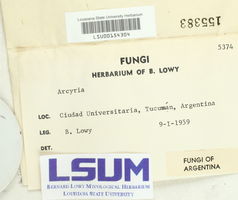 Louisiana State University Herbarium
LSU00154304
155383
5374
FUNGI
HERBARIUM OF B. LOWY
Arcyria
LOC. Ciudad Universitaria, Tucumán, Argentina
LEG. B. Lowy 9-I-1959
DET.
LSUM
BERNARD LOWY MYCOLOGICAL HERBARIUM
LOUISIANA STATE UNIVERSITY
FUNGI OF
ARGENTINA